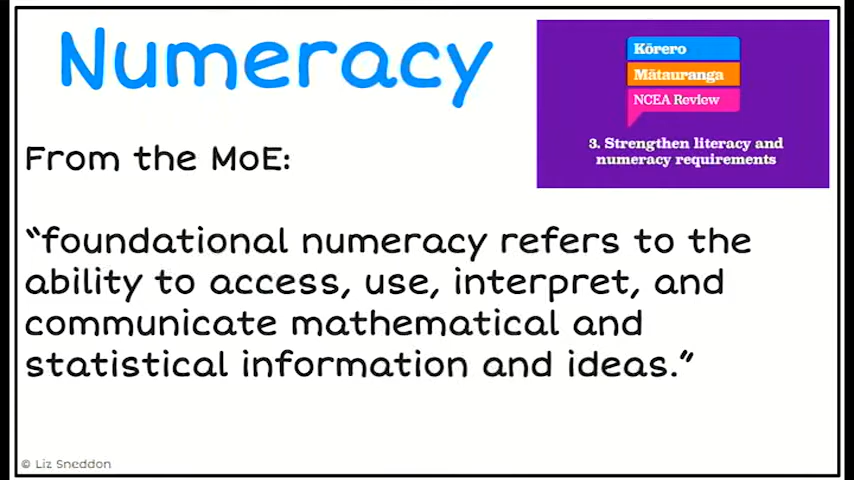 Numeracy
Kōrero
Mātauranga
NCEA Review
3. Strengthen literacy and
numeracy requirements
From the MoE:
“foundational numeracy refers to the
ability to access, use, interpret, and
communicate mathematical and
statistical information and ideas.”
© Liz Sneddon